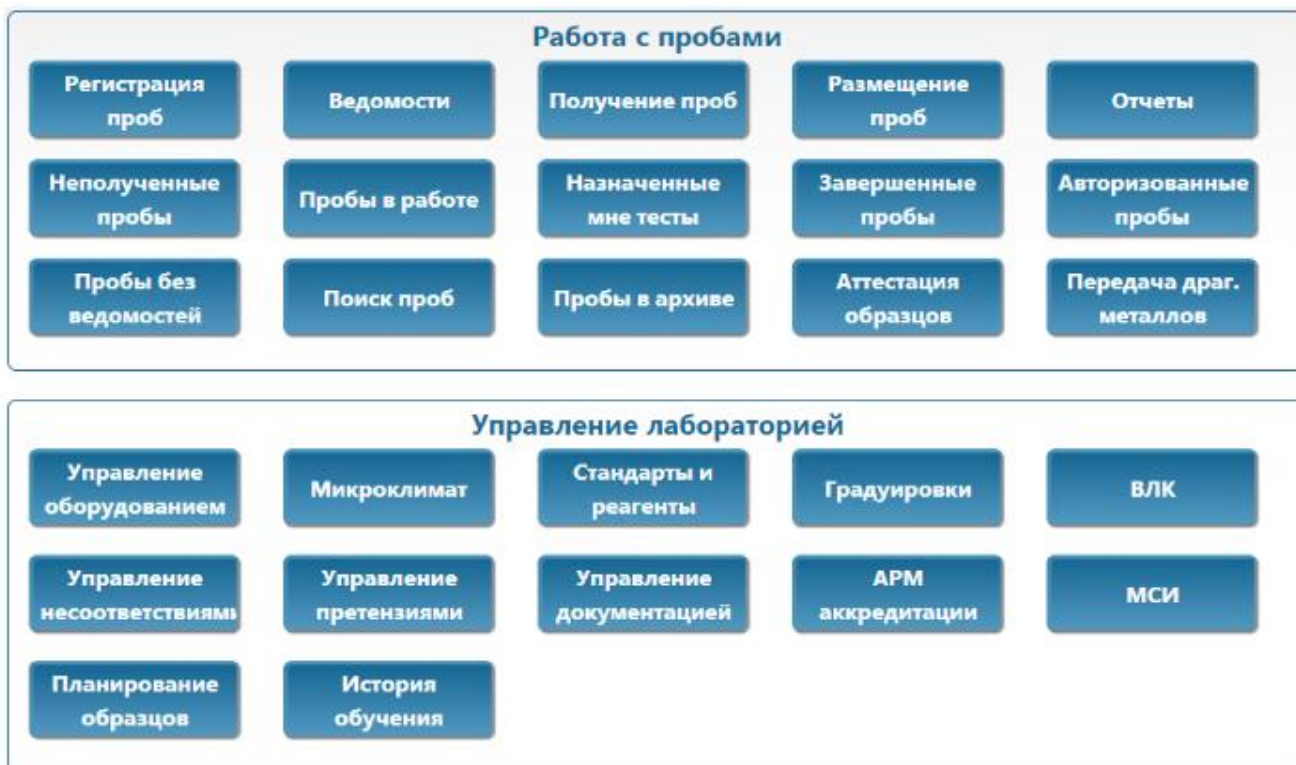 Работа с пробами
Регистрация
проб
Ведомости
Получение проб
Размещение
проб
Отчеты
Неполученные
пробы
Пробы в работе
Назначенные
мне тесты
Завершенные
пробы
Авторизованные
пробы
Пробы без
ведомостей
Поиск проб
Пробы в архиве
Аттестация
образцов
Передача драг.
металлов
Управление лабораторией
Управление
оборудованием
Микроклимат
Стандарты и
реагенты
Градуировки
ВЛК
Управление
несоответствиями
Управление
претензиями
Управление
документацией
АРМ
аккредитации
МСИ
Планирование
образцов
История
обучения